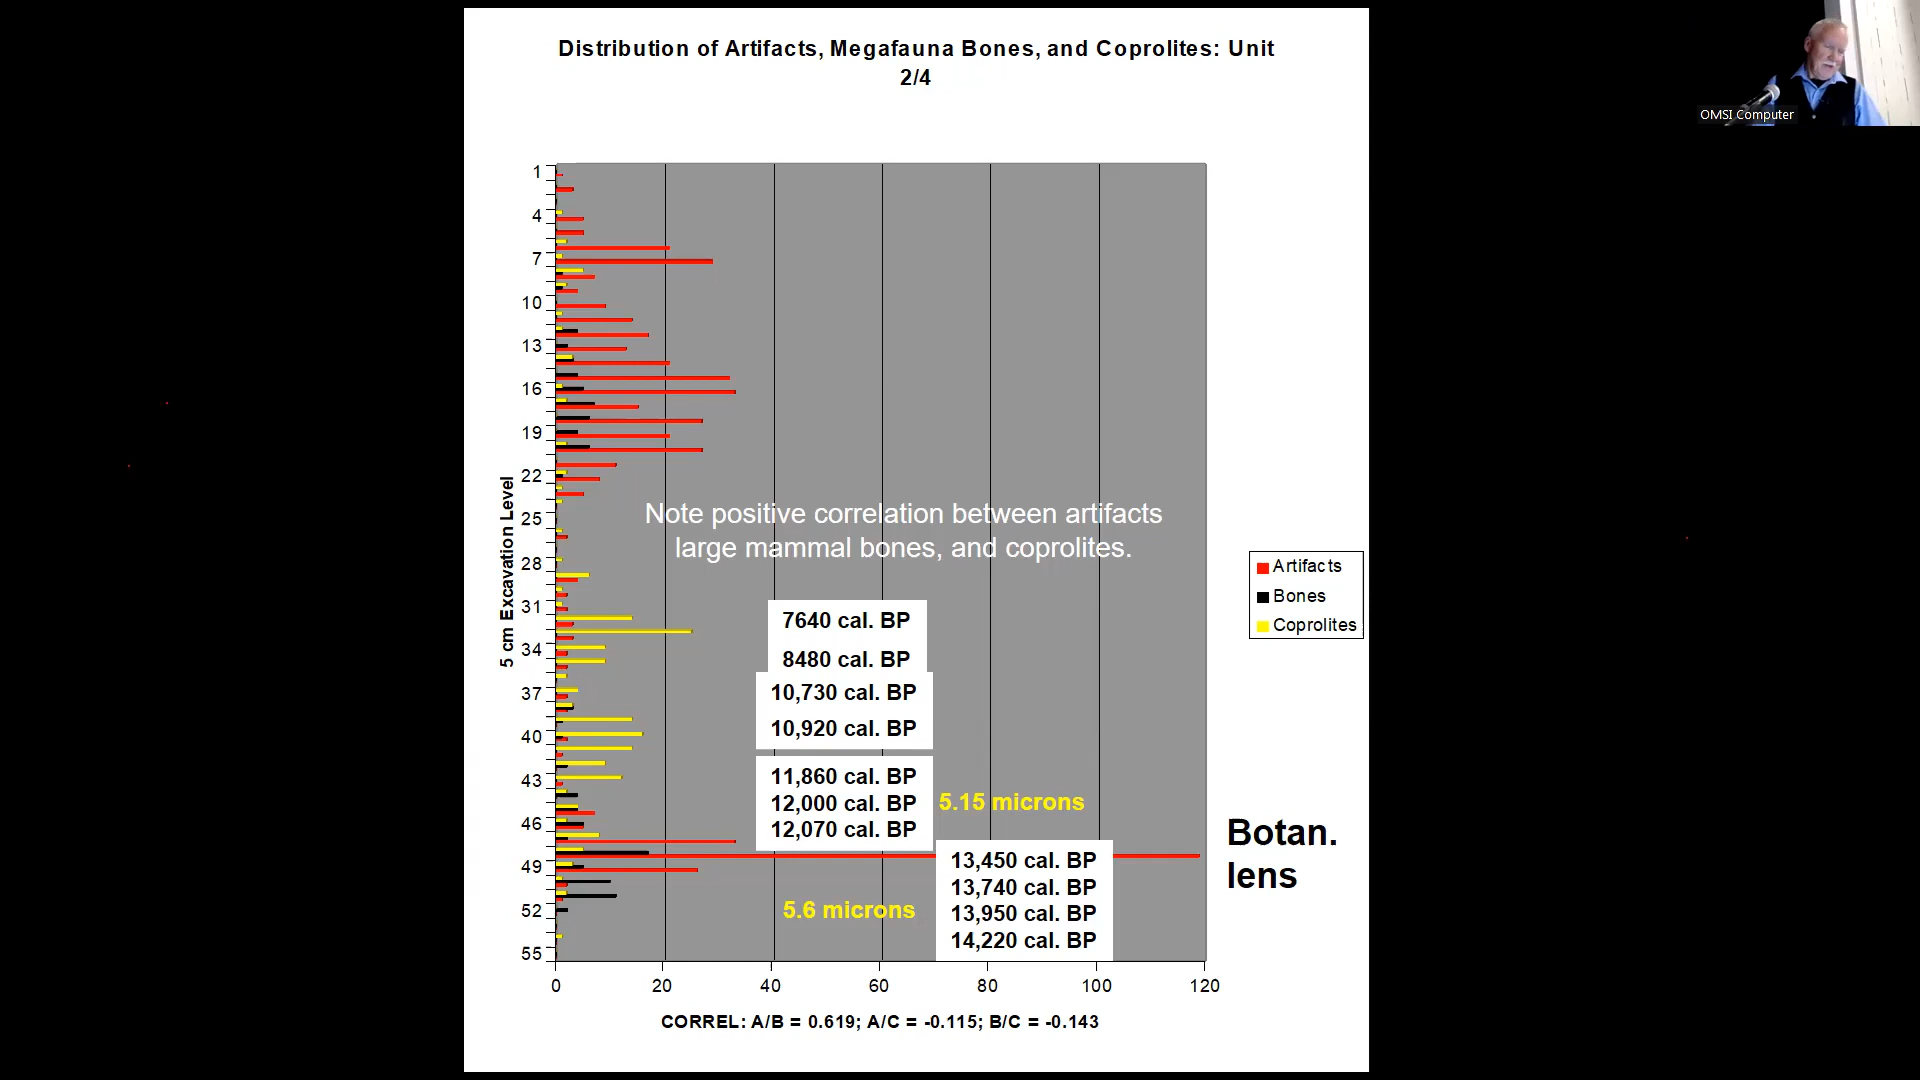 Distribution of Artifacts, Megafauna Bones, and Coprolites: Unit
2/4
OMSI Computer
1
4
7
10
13
16
19
22
25
28
31
34
37
40
43
46
49
52
55
5 cm Excavation Level
Note positive correlation between artifacts
large mammal bones, and coprolites.
Artifacts
Bones
Coprolites
7640 cal. BP
8480 cal. BP
10,730 cal. BP
10,920 cal. BP
11,860 cal. BP
12,000 cal. BP
12,070 cal. BP
5.15 microns
13,450 cal. BP
13,740 cal. BP
13,950 cal. BP
14,220 cal. BP
5.6 microns
Botan.
lens
0 20 40 60 80 100 120
CORREL: A/B = 0.619; A/C = -0.115; B/C = -0.143